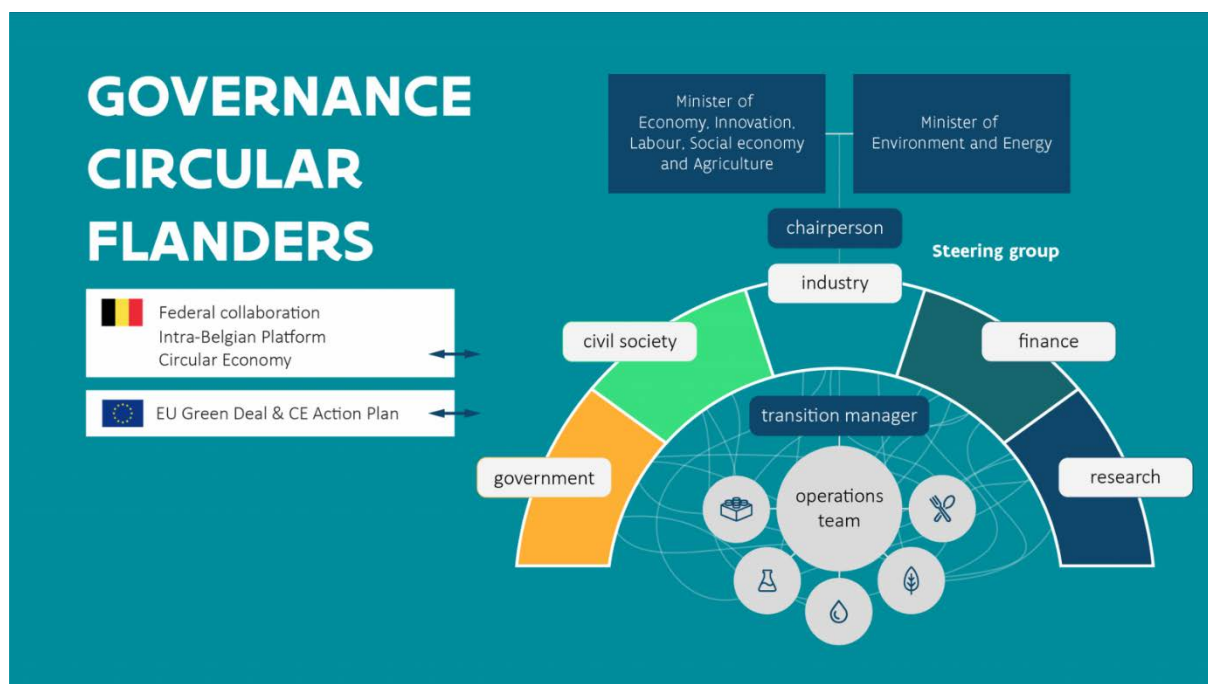 GOVERNANCE
CIRCULAR
FLANDERS
Federal collaboration
Intra-Belgian Platform
Circular Economy
EU Green Deal & CE Action Plan
Minister of
Economy, Innovation,
Labour, Social economy
and Agriculture
Minister of
Environment and Energy
chairperson
Steering group
industry
civil society
finance
government
research
transition manager
operations
team